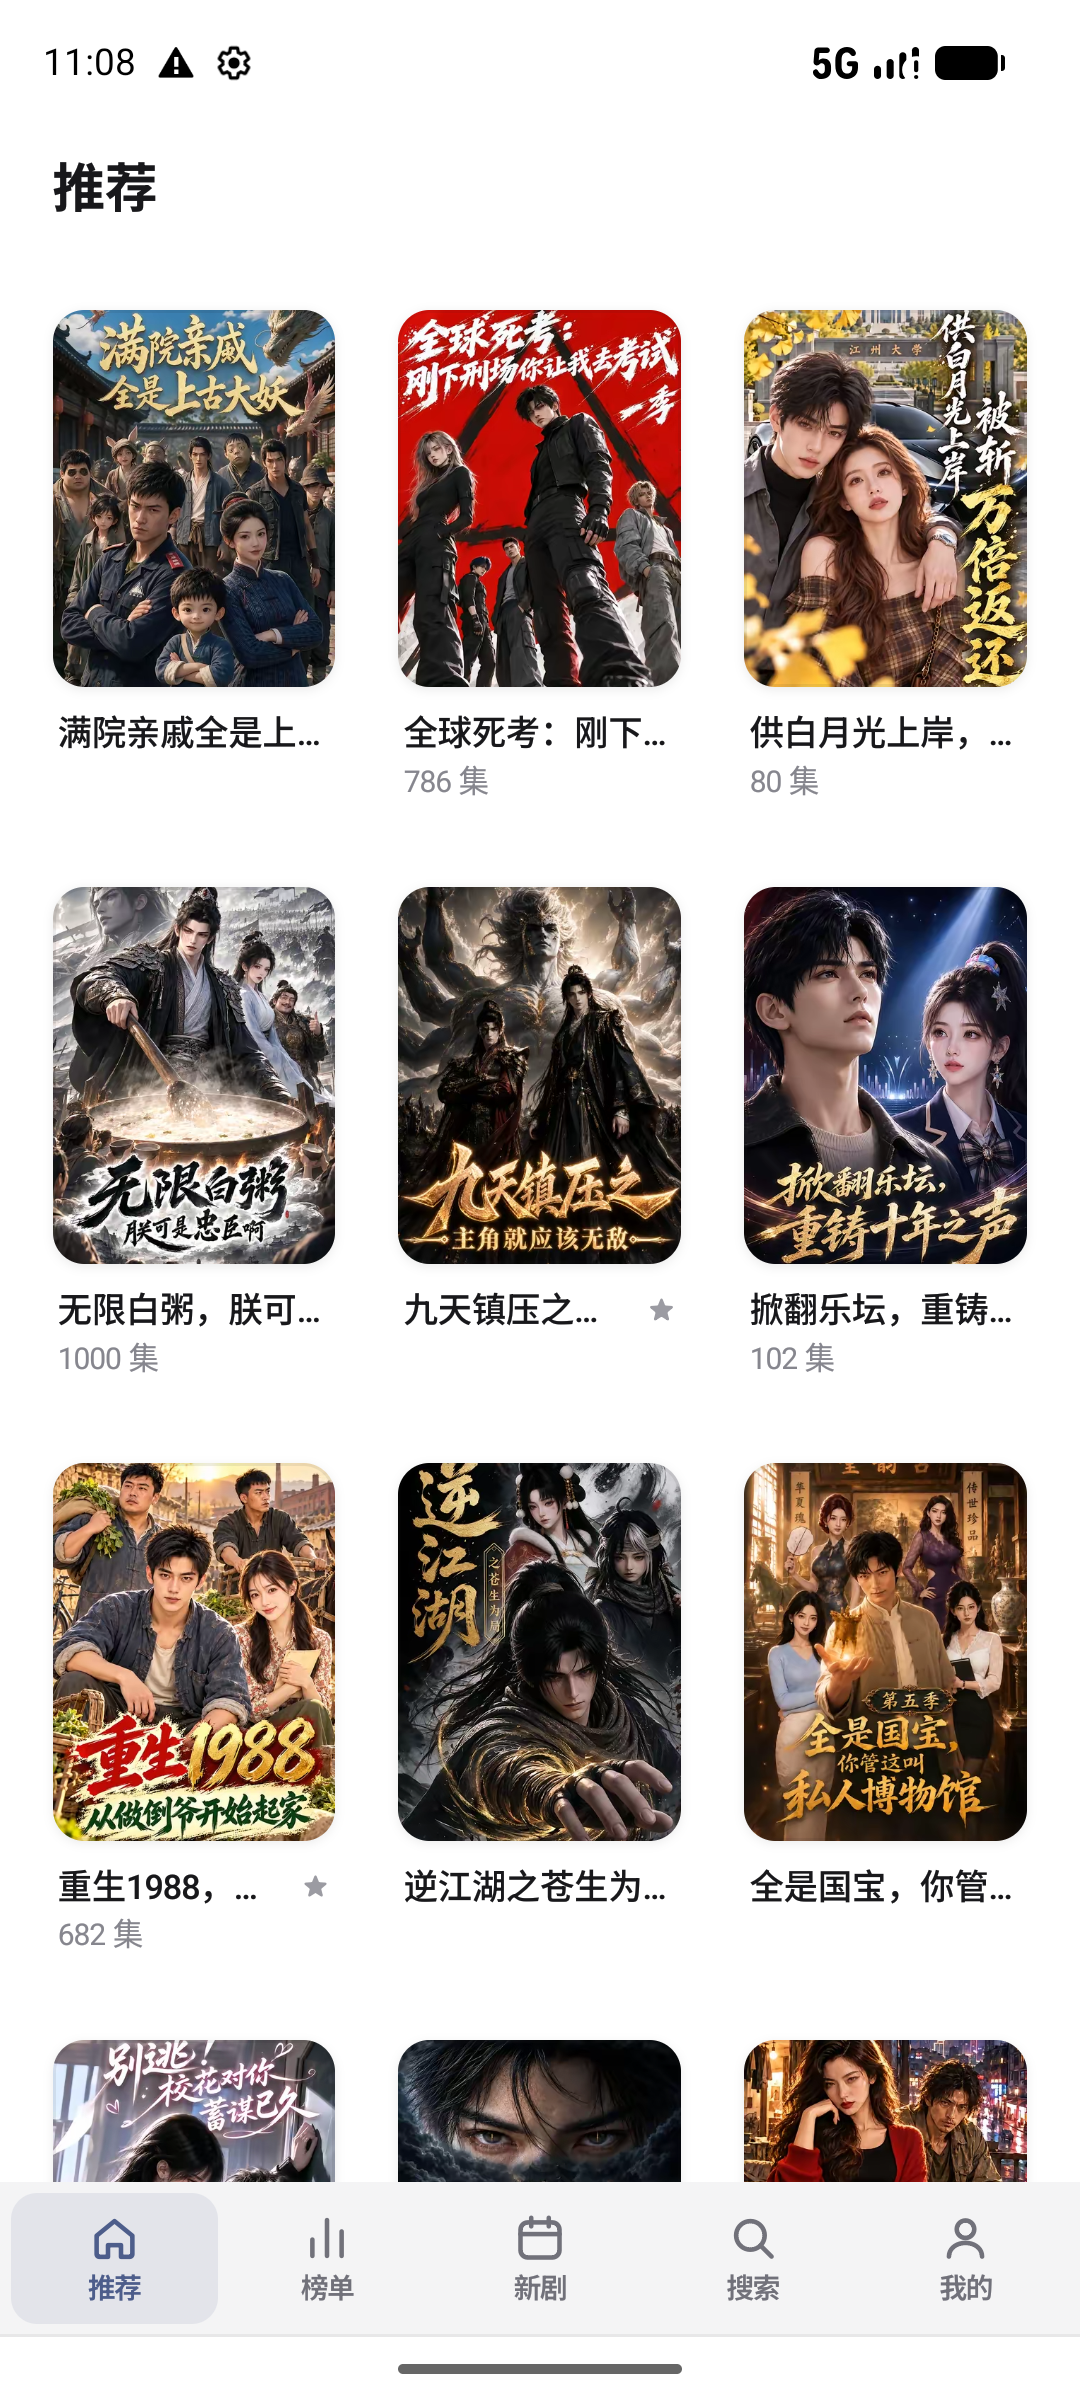 11:08
5G
推荐
满院亲戚
全是上古大妖
全球死考：
刚下刑场你让我去考试
一季
江州大学
供白月光上岸
被斩
万倍返还
满院亲戚全是上...
全球死考：刚下...
786 集
供白月光上岸，...
80 集
无限白粥
朕可是忠臣啊
九天镇压之
主角就应该无敌
掀翻乐坛，
重铸十年之声
无限白粥，朕可...
1000 集
九天镇压之...
掀翻乐坛，重铸...
102 集
重生1988
从做倒爷开始起家
逆江湖
之苍生为局
华夏瑰
传世珍品
第五季
全是国宝，
你管这叫
私人博物馆
重生1988，...
682 集
逆江湖之苍生为...
全是国宝，你管...
别逃！
校花对你
蓄谋已久
推荐
榜单
新剧
搜索
我的